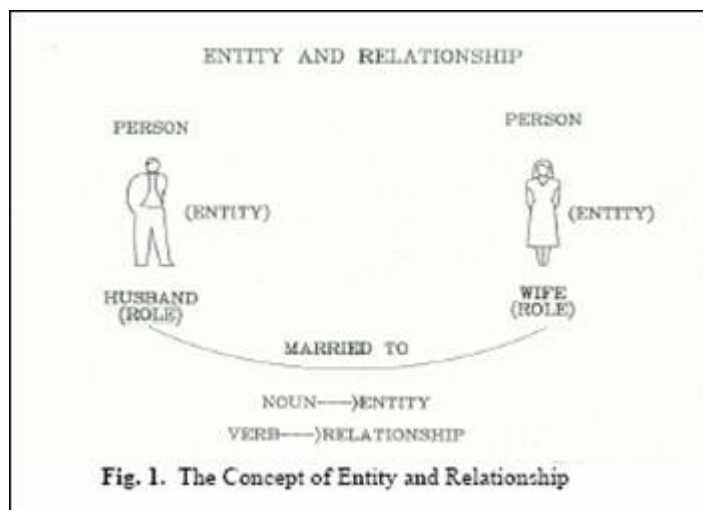 ENTITY AND RELATIONSHIP
PERSON
PERSON
(ENTITY)
(ENTITY)
HUSBAND
(ROLE)
WIFE
(ROLE)
MARRIED TO
NOUN——⟩ENTITY
VERB——⟩RELATIONSHIP
Fig. 1. The Concept of Entity and Relationship